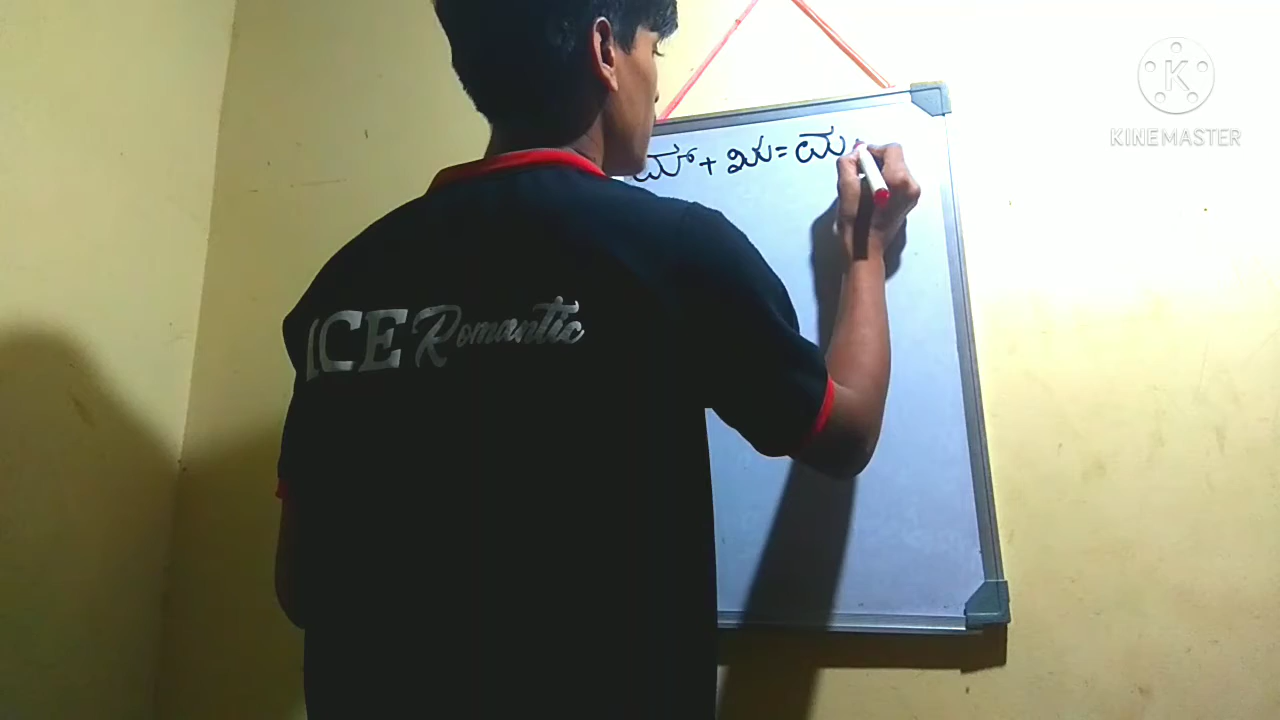 KINEMASTER
ಮ್ + ಋ = ಮ
ICE Romantic